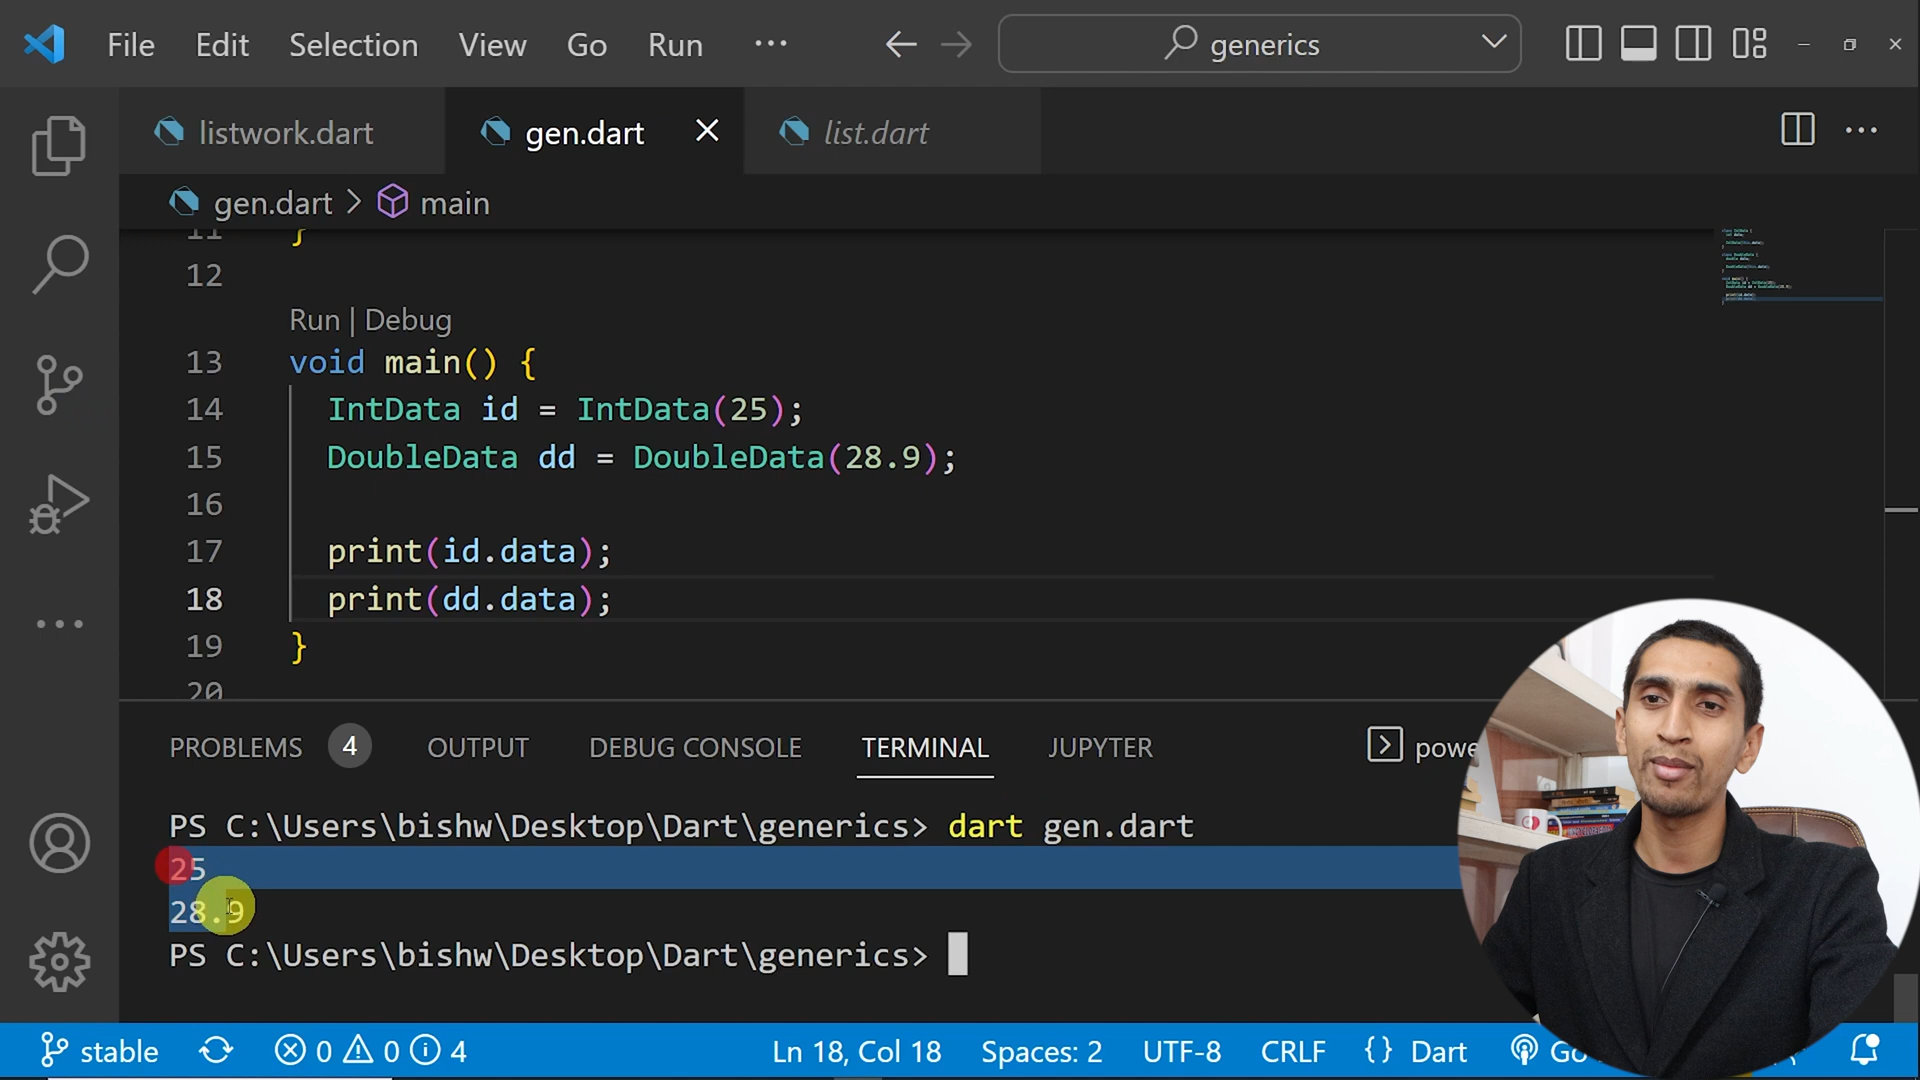 File Edit Selection View Go Run ··· generics
listwork.dart gen.dart list.dart
gen.dart > main
11 }
12
Run | Debug
13 void main() {
14 IntData id = IntData(25);
15 DoubleData dd = DoubleData(28.9);
16
17 print(id.data);
18 print(dd.data);
19 }
20
PROBLEMS 4 OUTPUT DEBUG CONSOLE TERMINAL JUPYTER powe
PS C:\Users\bishw\Desktop\Dart\generics> dart gen.dart
25
28.9
PS C:\Users\bishw\Desktop\Dart\generics>
stable 0 0 4 Ln 18, Col 18 Spaces: 2 UTF-8 CRLF {} Dart Go